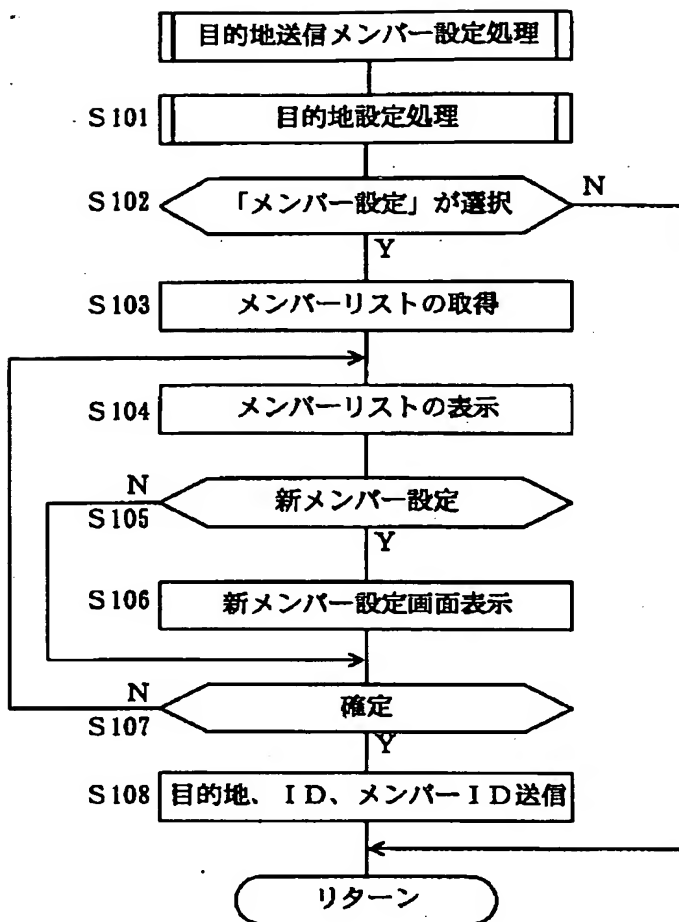 目的地送信メンバー設定処理
S101 目的地設定処理
S102 「メンバー設定」が選択 N
Y
S103 メンバーリストの取得
S104 メンバーリストの表示
N
S105 新メンバー設定
Y
S106 新メンバー設定画面表示
N
S107 確定
Y
S108 目的地、ID、メンバーID送信
リターン